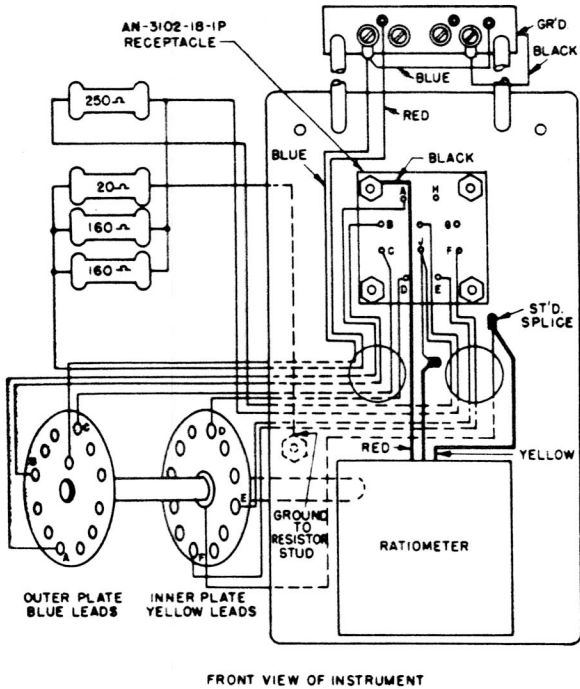 AN-3102-18-1P
RECEPTACLE
GR'D
BLACK
BLUE
RED
250 Ω
BLUE
BLACK
20 Ω
160 Ω
160 Ω
A
H
B
G
C
J
F
D
E
ST'D.
SPLICE
C
D
B
E
A
F
RED
YELLOW
GROUND
TO
RESISTOR
STUD
RATIOMETER
OUTER PLATE
BLUE LEADS
INNER PLATE
YELLOW LEADS
FRONT VIEW OF INSTRUMENT